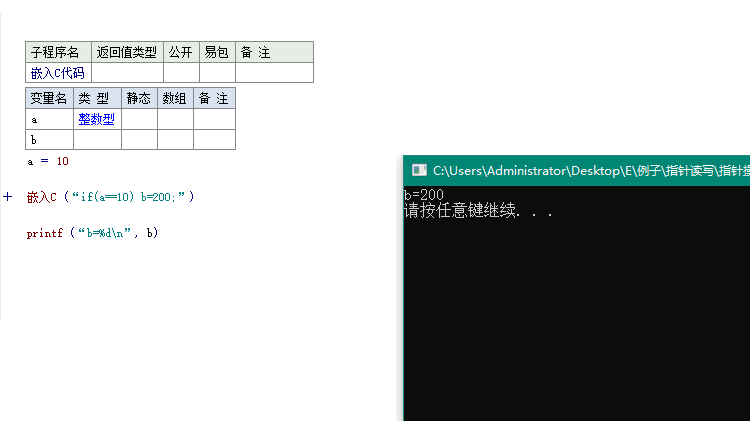 子程序名 返回值类型 公开 易包 备 注
嵌入C代码
变量名 类 型 静态 数组 备 注
a 整数型
b
a = 10
嵌入C (“if(a==10) b=200;”)
printf (“b=%d\n”, b)
C:\Users\Administrator\Desktop\E\例子\指针读写\指针操
b=200
请按任意键继续. . .